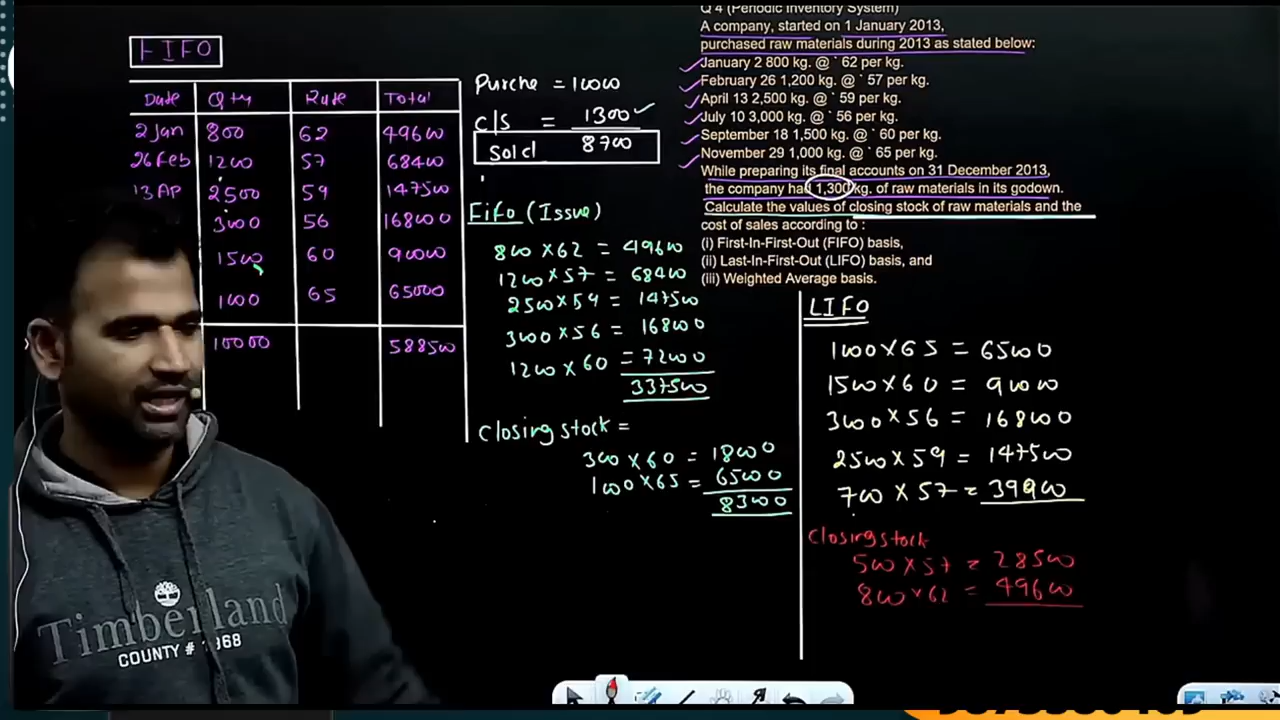 FIFO
Date Qty Rate Total
2 Jan 800 62 49600
26 Feb 1200 57 68400
13 AP 2500 59 147500
3000 56 168000
1500 60 90000
1000 65 65000
10000 588500
Purche = 10000
C/S = 1300
Sold 8700
Fifo (Issue)
800 x 62 = 49600
1200 x 57 = 68400
2500 x 59 = 147500
3000 x 56 = 168000
1200 x 60 = 72000
337500
Closing stock =
300 x 60 = 18000
1000 x 65 = 65000
83000
Q 4 (Periodic Inventory System)
A company, started on 1 January 2013,
purchased raw materials during 2013 as stated below:
January 2 800 kg. @ ` 62 per kg.
February 26 1,200 kg. @ ` 57 per kg.
April 13 2,500 kg. @ ` 59 per kg.
July 10 3,000 kg. @ ` 56 per kg.
September 18 1,500 kg. @ ` 60 per kg.
November 29 1,000 kg. @ ` 65 per kg.
While preparing its final accounts on 31 December 2013,
the company had 1,300 kg. of raw materials in its godown.
Calculate the values of closing stock of raw materials and the
cost of sales according to :
(i) First-In-First-Out (FIFO) basis,
(ii) Last-In-First-Out (LIFO) basis, and
(iii) Weighted Average basis.
LIFO
1000 x 65 = 65000
1500 x 60 = 90000
3000 x 56 = 168000
2500 x 59 = 147500
700 x 57 = 39900
Closing stock
500 x 57 = 28500
800 x 62 = 49600
Timberland
COUNTY #1968